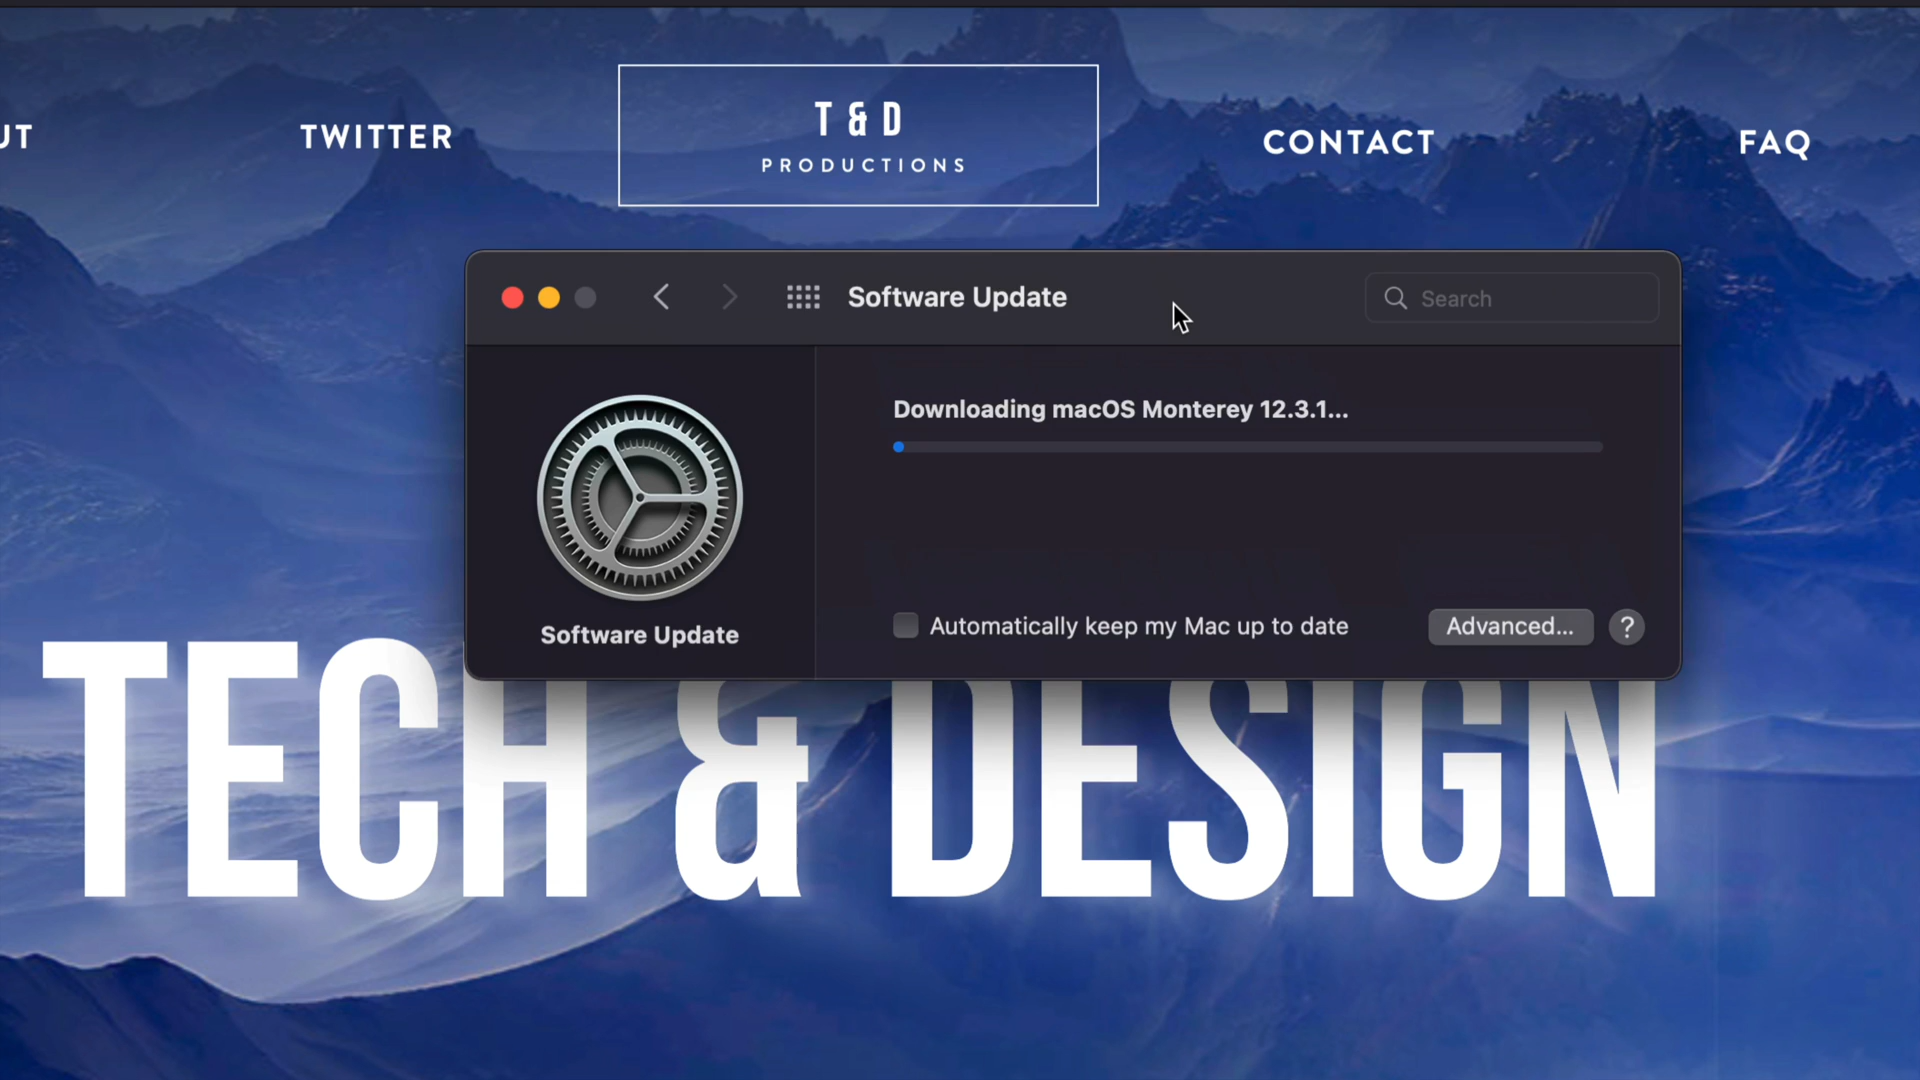 UT
TWITTER
T & D
PRODUCTIONS
CONTACT
FAQ
Software Update
Search
Downloading macOS Monterey 12.3.1...
Software Update
Automatically keep my Mac up to date
Advanced...
?
TECH & DESIGN